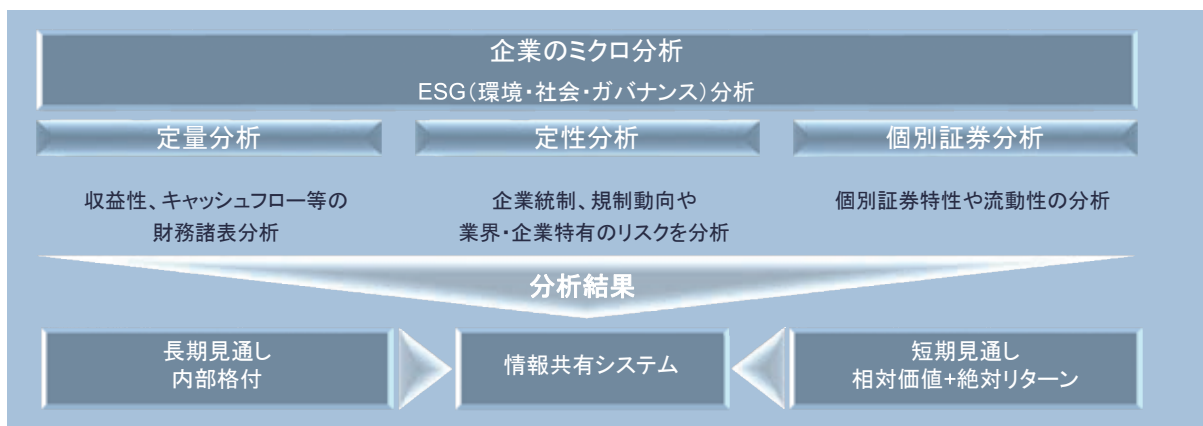 企業のミクロ分析
ESG（環境・社会・ガバナンス）分析
定量分析
定性分析
個別証券分析
収益性、キャッシュフロー等の
財務諸表分析
企業統制、規制動向や
業界・企業特有のリスクを分析
個別証券特性や流動性の分析
分析結果
長期見通し
内部格付
情報共有システム
短期見通し
相対価値+絶対リターン